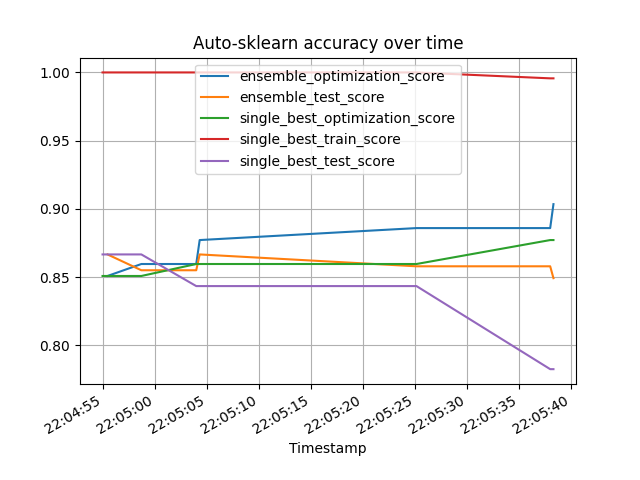 Auto-sklearn accuracy over time
1.00
0.95
0.90
0.85
0.80
ensemble_optimization_score
ensemble_test_score
single_best_optimization_score
single_best_train_score
single_best_test_score
22:04:55
22:05:00
22:05:05
22:05:10
22:05:15
22:05:20
22:05:25
22:05:30
22:05:35
22:05:40
Timestamp